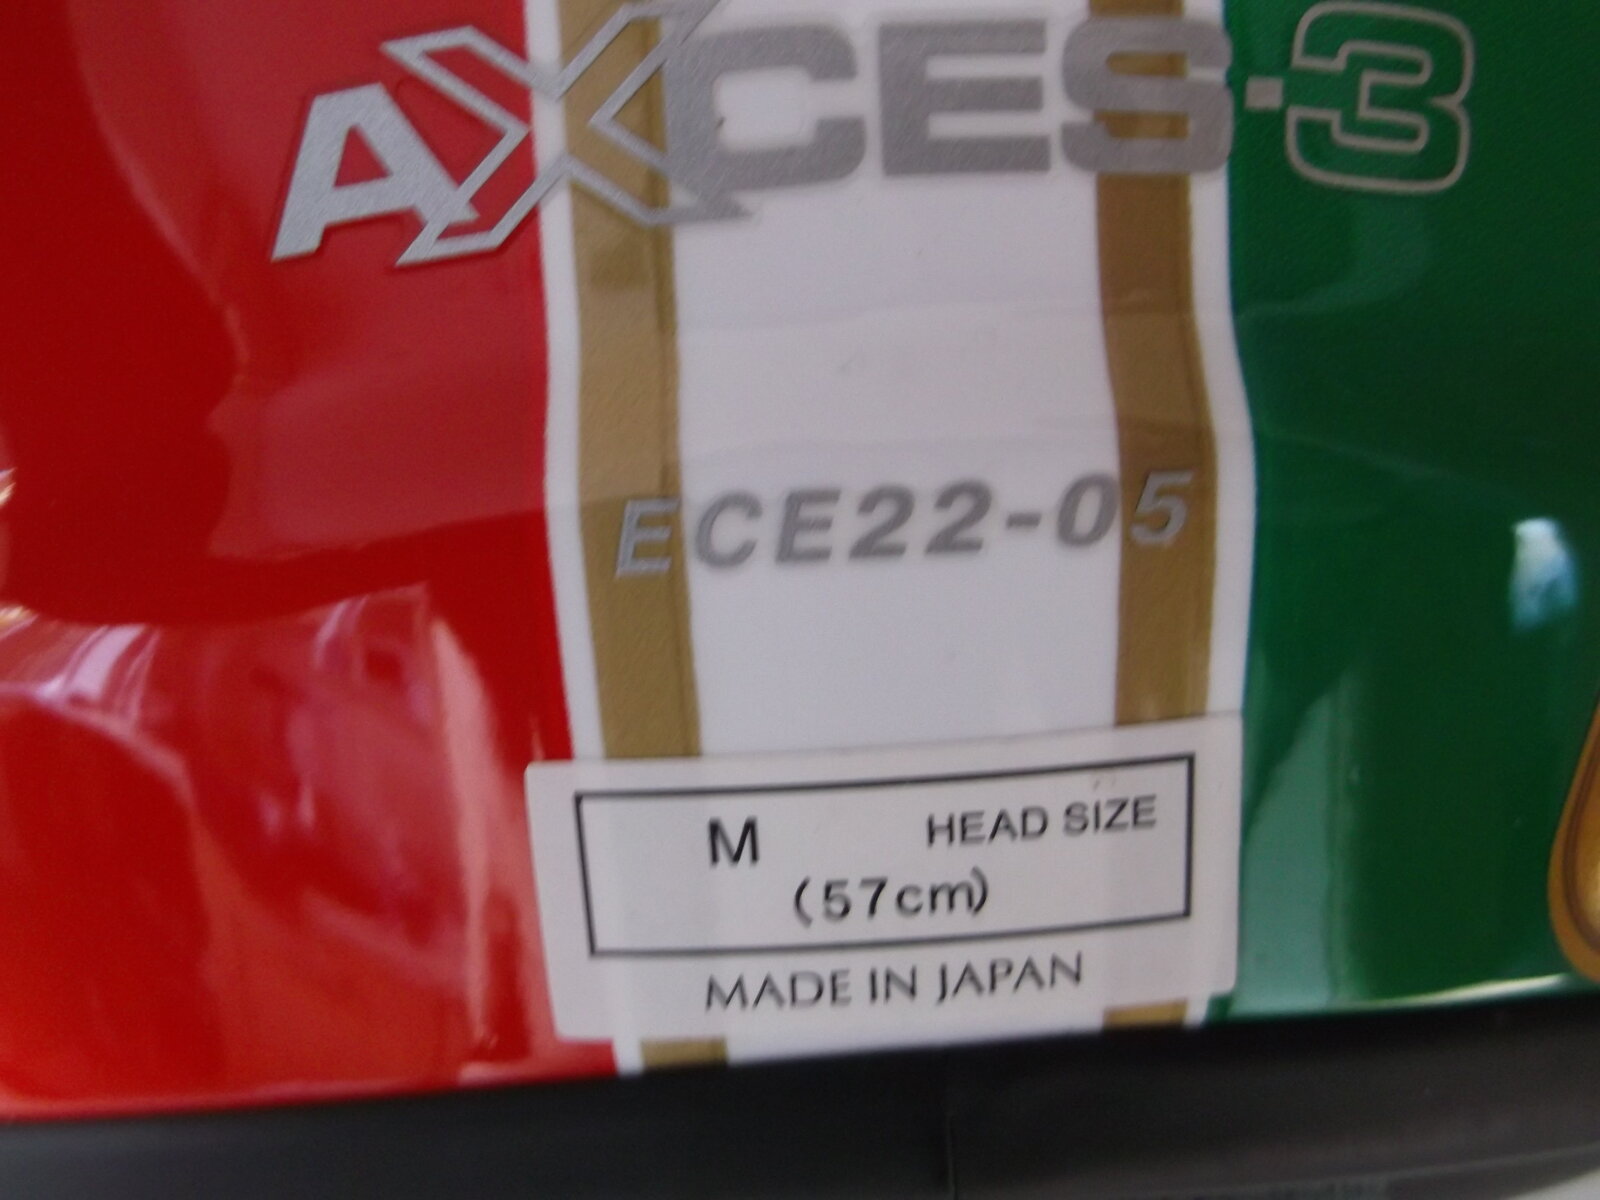 AXCES·3
ECE22-05
M HEAD SIZE
(57cm)
MADE IN JAPAN